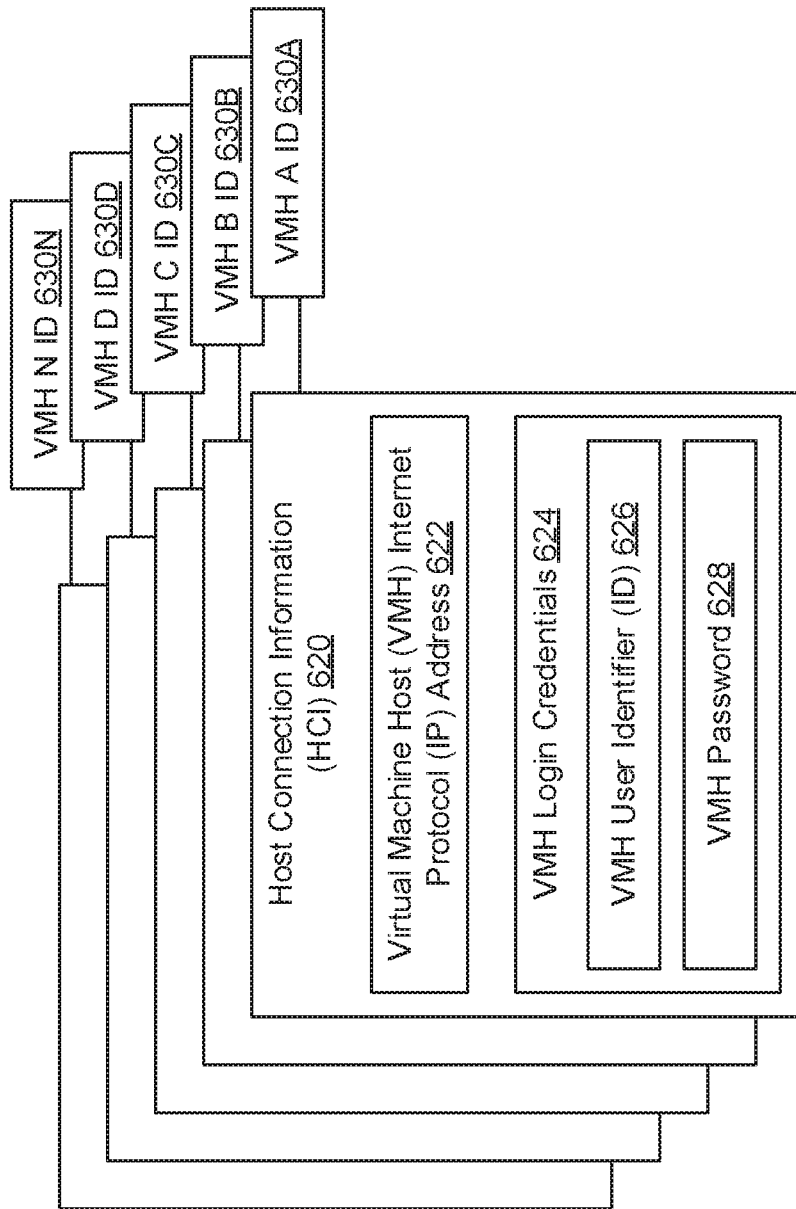 VMH N ID 630N
VMH D ID 630D
VMH C ID 630C
VMH B ID 630B
VMH A ID 630A
Host Connection Information
(HCI) 620
Virtual Machine Host (VMH) Internet
Protocol (IP) Address 622
VMH Login Credentials 624
VMH User Identifier (ID) 626
VMH Password 628